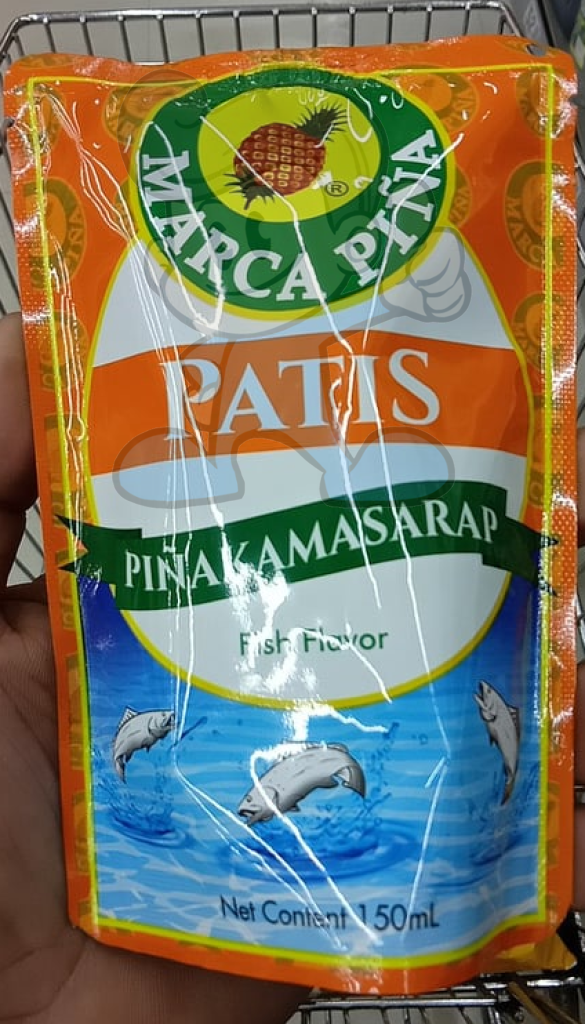 MARCA PIÑA
®
PATIS
PIÑAKAMASARAP
Fish Flavor
Net Content 150mL